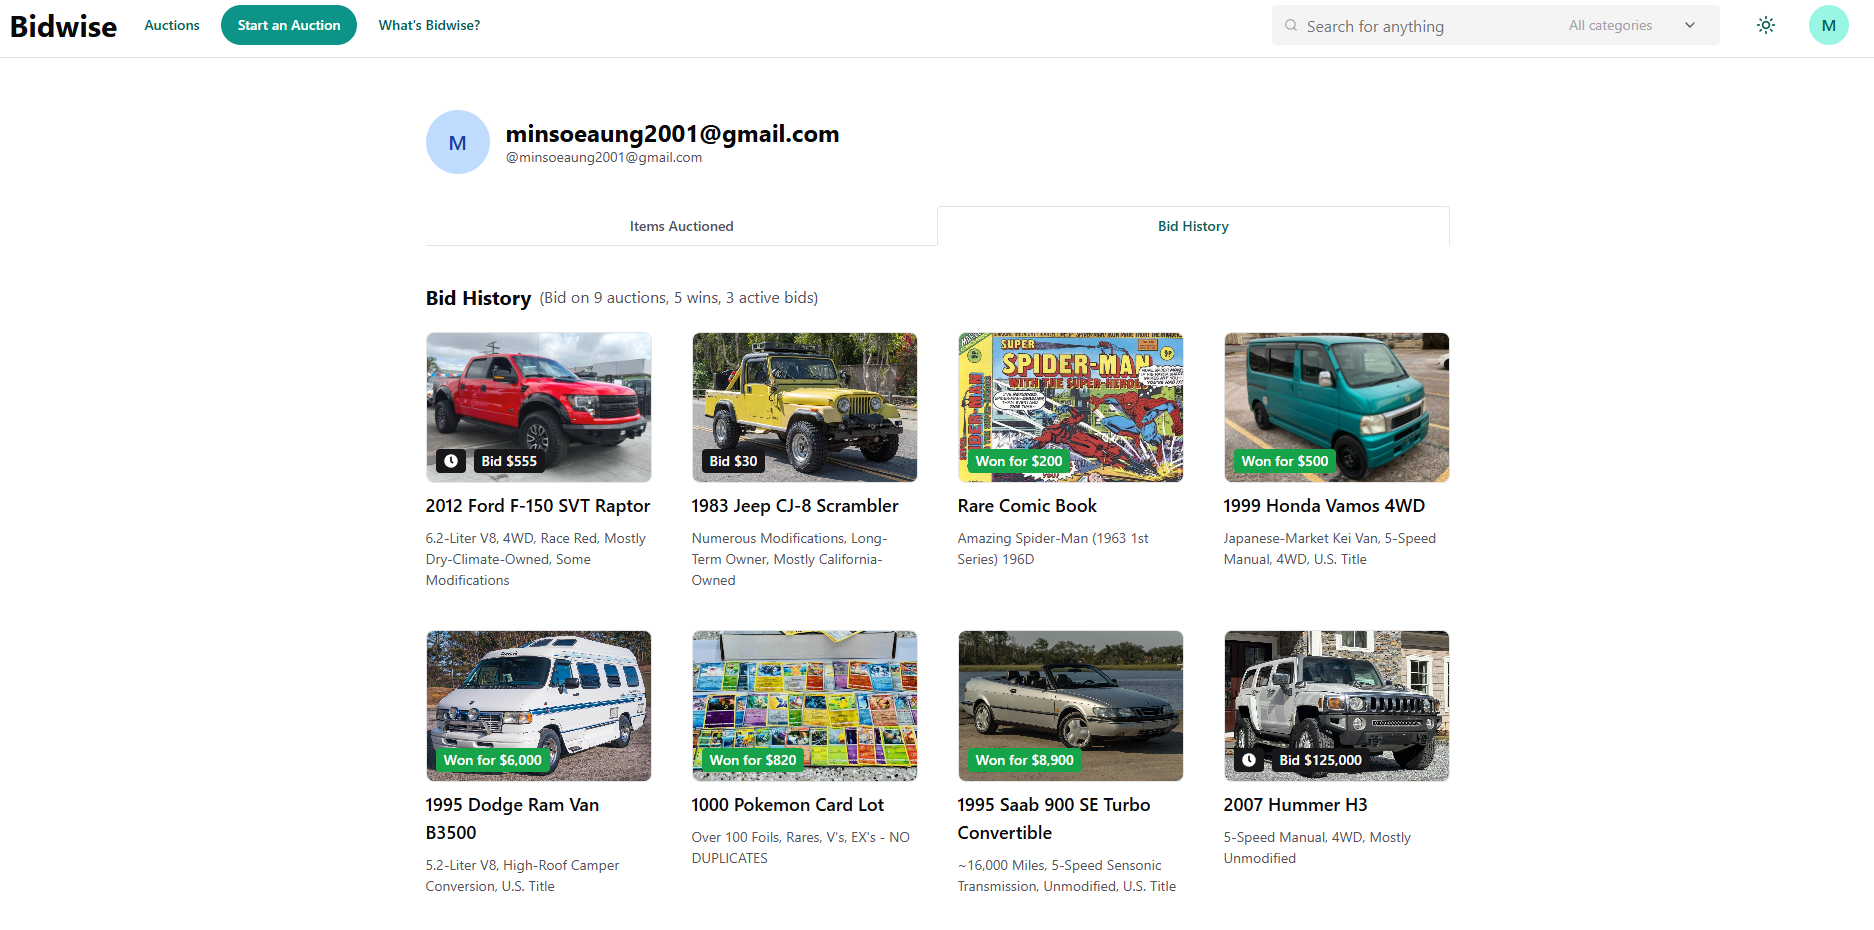 Bidwise
Auctions
Start an Auction
What's Bidwise?
Search for anything
All categories
M
M
minsoeaung2001@gmail.com
@minsoeaung2001@gmail.com
Items Auctioned
Bid History
Bid History (Bid on 9 auctions, 5 wins, 3 active bids)
Bid $555
2012 Ford F-150 SVT Raptor
6.2-Liter V8, 4WD, Race Red, Mostly
Dry-Climate-Owned, Some
Modifications
Bid $30
1983 Jeep CJ-8 Scrambler
Numerous Modifications, Long-
Term Owner, Mostly California-
Owned
SUPER
SPIDER-MAN
WITH THE SUPER-HEROES
Won for $200
Rare Comic Book
Amazing Spider-Man (1963 1st
Series) 196D
Won for $500
1999 Honda Vamos 4WD
Japanese-Market Kei Van, 5-Speed
Manual, 4WD, U.S. Title
Won for $6,000
1995 Dodge Ram Van
B3500
5.2-Liter V8, High-Roof Camper
Conversion, U.S. Title
Won for $820
1000 Pokemon Card Lot
Over 100 Foils, Rares, V's, EX's - NO
DUPLICATES
Won for $8,900
1995 Saab 900 SE Turbo
Convertible
~16,000 Miles, 5-Speed Sensonic
Transmission, Unmodified, U.S. Title
Bid $125,000
2007 Hummer H3
5-Speed Manual, 4WD, Mostly
Unmodified